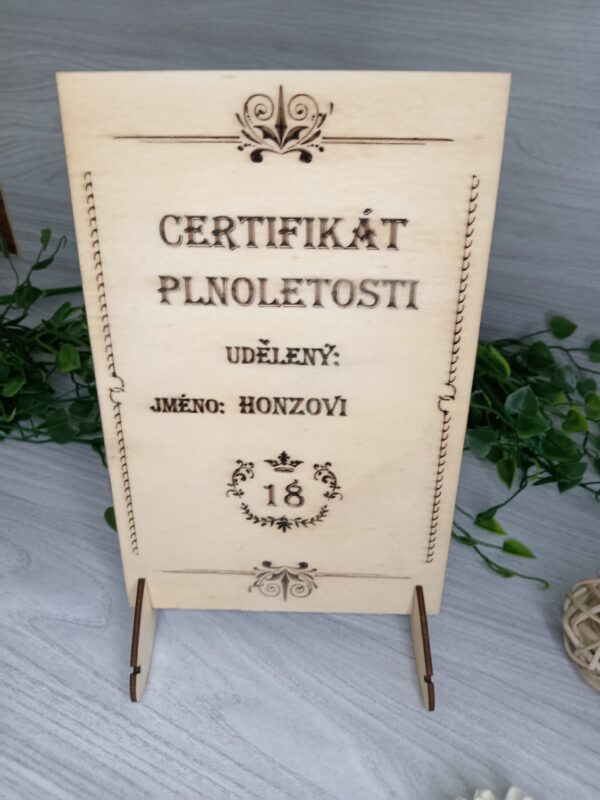 CERTIFIKÁT
PLNOLETOSTI
UDĚLENÝ:
JMÉNO: HONZOVI
18